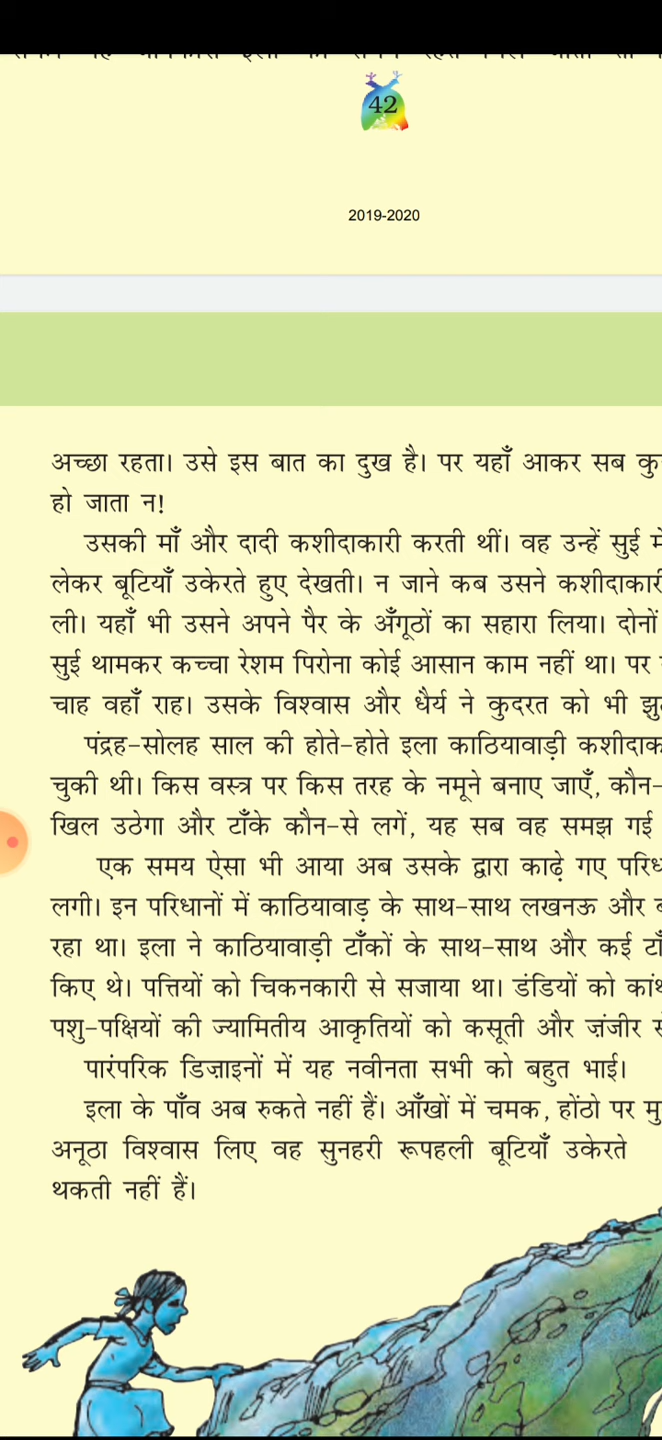 42
2019-2020
अच्छा रहता। उसे इस बात का दुख है। पर यहाँ आकर सब
हो जाता न!
उसकी माँ और दादी कशीदाकारी करती थीं। वह उन्हें सुई
लेकर बूटियाँ उकेरते हुए देखती। न जाने कब उसने
ली। यहाँ भी उसने अपने पैर के अँगूठों का सहारा लिया। दोनों
सुई थामकर कच्चा रेशम पिरोना कोई आसान काम नहीं था। पर
चाह वहाँ राह। उसके विश्वास और धैर्य ने कुदरत को भी
पंद्रह-सोलह साल की होते-होते इला काठियावाड़ी
चुकी थी। किस वस्त्र पर किस तरह के नमूने बनाए जाएँ, कौन-
खिल उठेगा और टाँके कौन-से लगें, यह सब वह समझ गई
एक समय ऐसा भी आया अब उसके द्वारा काढ़े गए
लगी। इन परिधानों में काठियावाड़ के साथ-साथ लखनऊ और
रहा था। इला ने काठियावाड़ी टाँकों के साथ-साथ और कई
किए थे। पत्तियों को चिकनकारी से सजाया था। डंडियों को
पशु-पक्षियों की ज्यामितीय आकृतियों को कसूती और ज़ंजीर
पारंपरिक डिज़ाइनों में यह नवीनता सभी को बहुत भाई।
इला के पाँव अब रुकते नहीं हैं। आँखों में चमक, होंठो पर
अनूठा विश्वास लिए वह सुनहरी रूपहली बूटियाँ उकेरते
थकती नहीं हैं।